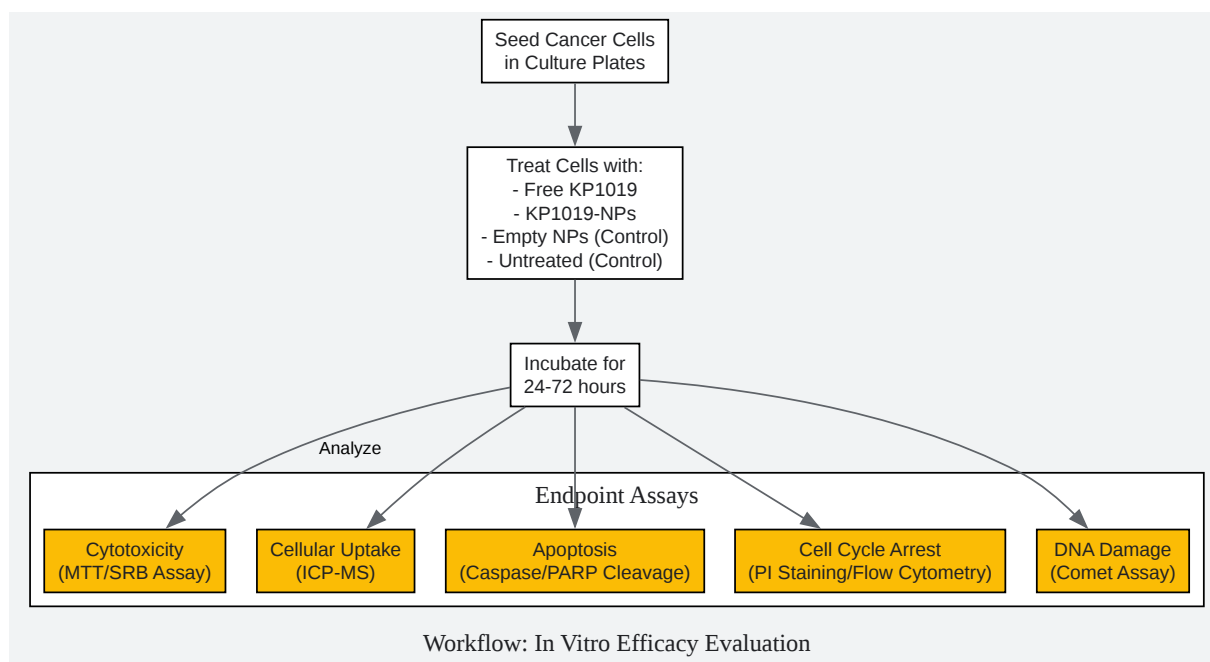 Seed Cancer Cells
in Culture Plates
Treat Cells with:
- Free KP1019
- KP1019-NPs
- Empty NPs (Control)
- Untreated (Control)
Incubate for
24-72 hours
Analyze
Endpoint Assays
Cytotoxicity
(MTT/SRB Assay)
Cellular Uptake
(ICP-MS)
Apoptosis
(Caspase/PARP Cleavage)
Cell Cycle Arrest
(PI Staining/Flow Cytometry)
DNA Damage
(Comet Assay)
Workflow: In Vitro Efficacy Evaluation